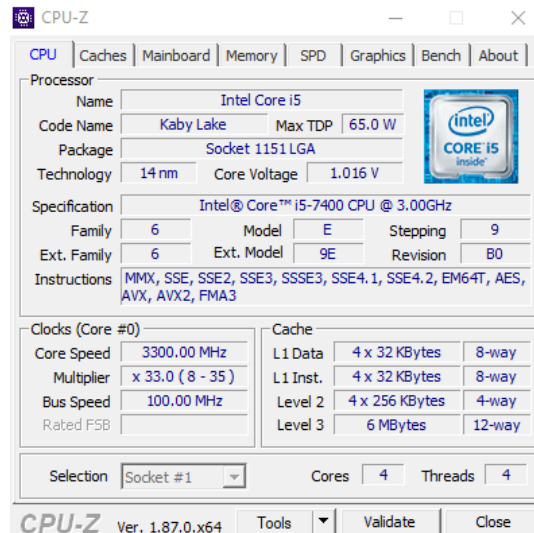 CPU-Z
CPU Caches Mainboard Memory SPD Graphics Bench About
Processor
Name Intel Core i5
Code Name Kaby Lake Max TDP 65.0 W
Package Socket 1151 LGA
Technology 14 nm Core Voltage 1.016 V
(intel) CORE i5 inside™
Specification Intel® Core™ i5-7400 CPU @ 3.00GHz
Family 6 Model E Stepping 9
Ext. Family 6 Ext. Model 9E Revision B0
Instructions MMX, SSE, SSE2, SSE3, SSSE3, SSE4.1, SSE4.2, EM64T, AES,
AVX, AVX2, FMA3
Clocks (Core #0)
Core Speed 3300.00 MHz
Multiplier x 33.0 ( 8 - 35 )
Bus Speed 100.00 MHz
Rated FSB
Cache
L1 Data 4 x 32 KBytes 8-way
L1 Inst. 4 x 32 KBytes 8-way
Level 2 4 x 256 KBytes 4-way
Level 3 6 MBytes 12-way
Selection Socket #1 Cores 4 Threads 4
CPU-Z Ver. 1.87.0.x64 Tools Validate Close